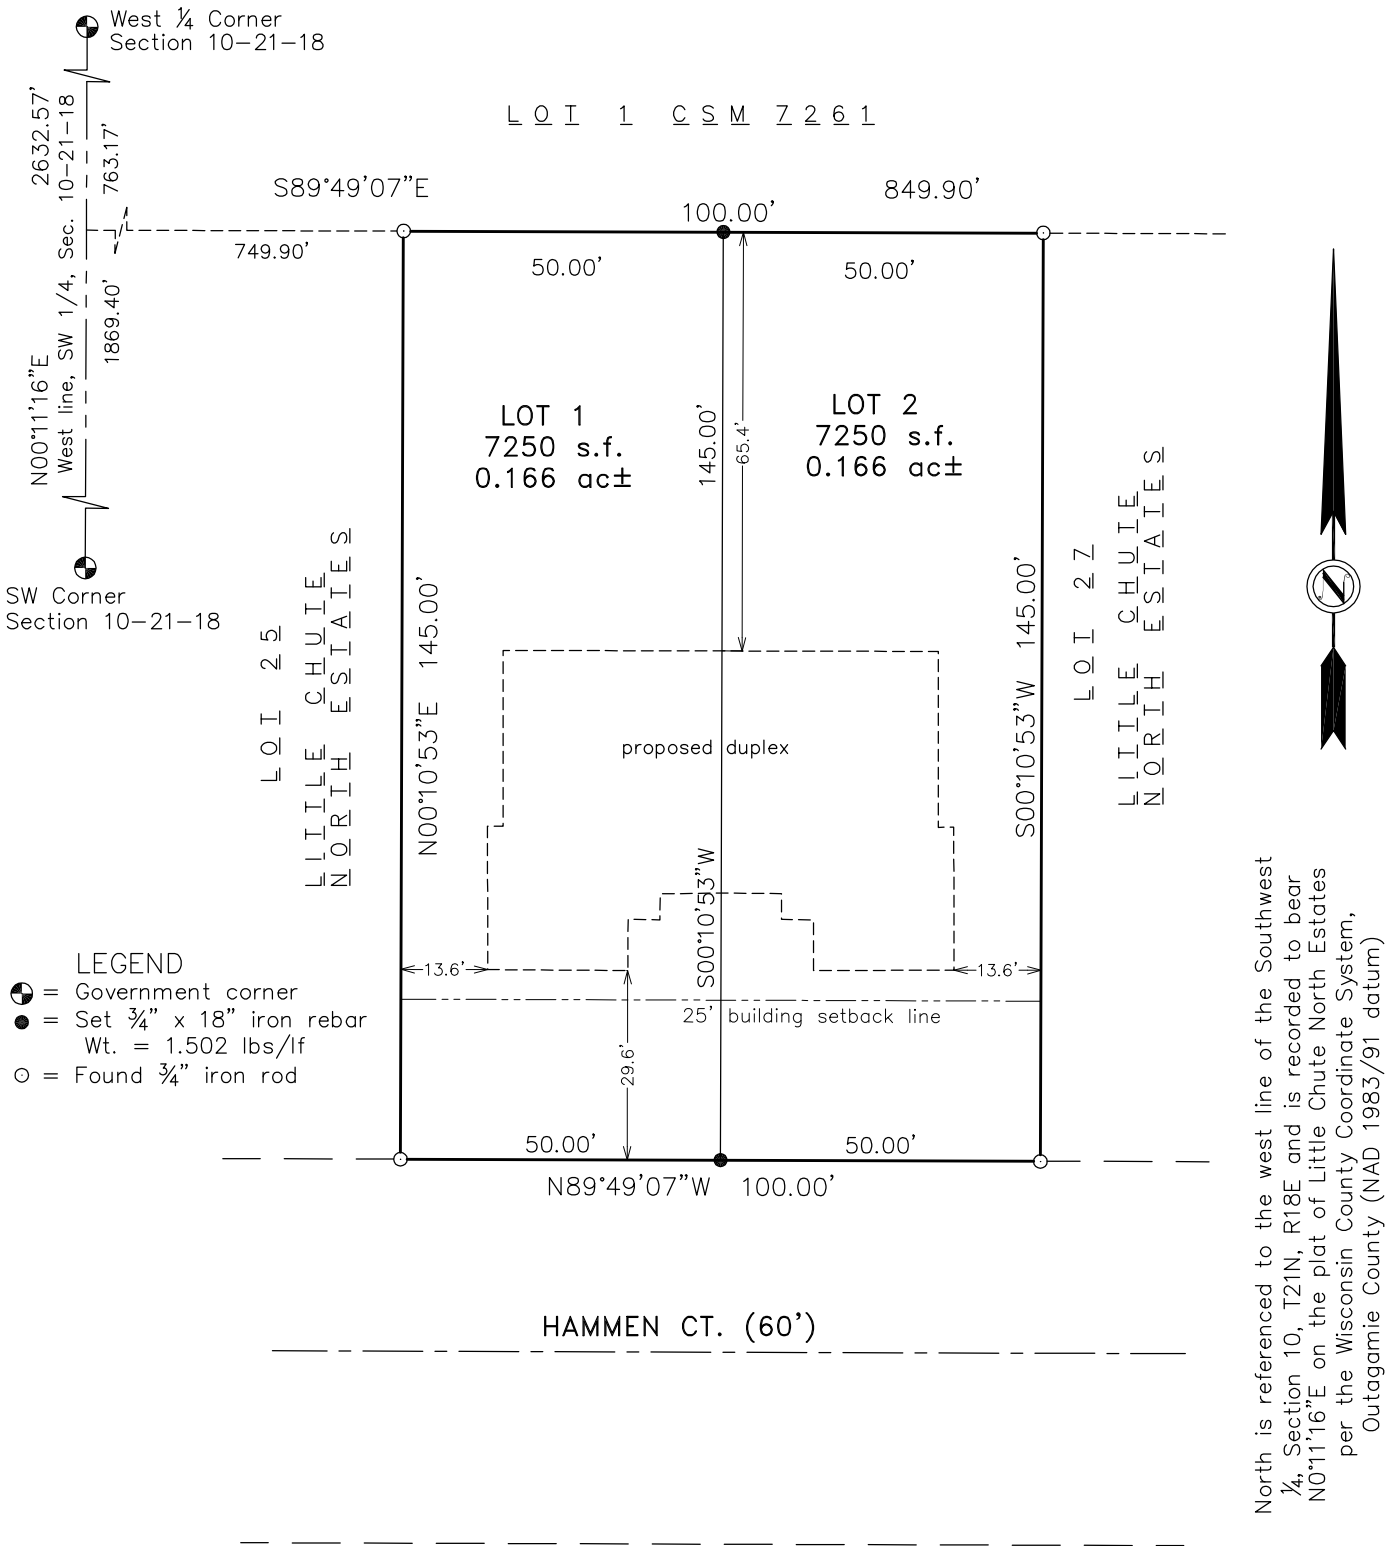 West ¼ Corner
Section 10-21-18
2632.57'
N00°11'16"E
West line, SW 1/4, Sec. 10-21-18
763.17'
1869.40'
SW Corner
Section 10-21-18
LOT 1 CSM 7261
S89°49'07"E
849.90'
100.00'
749.90'
50.00'
50.00'
LOT 1
7250 s.f.
0.166 ac±
145.00'
65.4'
LOT 2
7250 s.f.
0.166 ac±
LOT 25
LITTLE CHUTE
NORTH ESTATES
N00°10'53"E 145.00'
S00°10'53"W 145.00'
LOT 27
LITTLE CHUTE
NORTH ESTATES
proposed duplex
S00°10'53"W
13.6'
13.6'
25' building setback line
29.6'
50.00'
50.00'
N89°49'07"W 100.00'
LEGEND
= Government corner
= Set ¾" x 18" iron rebar
Wt. = 1.502 lbs/lf
= Found ¾" iron rod
HAMMEN CT. (60')
N
North is referenced to the west line of the Southwest
¼, Section 10, T21N, R18E and is recorded to bear
N0°11'16"E on the plat of Little Chute North Estates
per the Wisconsin County Coordinate System,
Outagamie County (NAD 1983/91 datum)